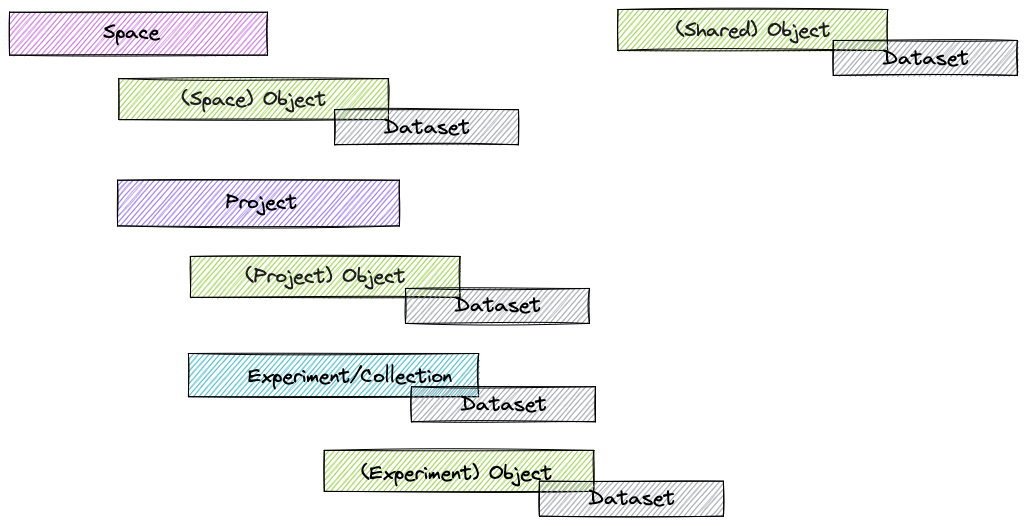 Space
(Shared) Object
Dataset
(Space) Object
Dataset
Project
(Project) Object
Dataset
Experiment/Collection
Dataset
(Experiment) Object
Dataset